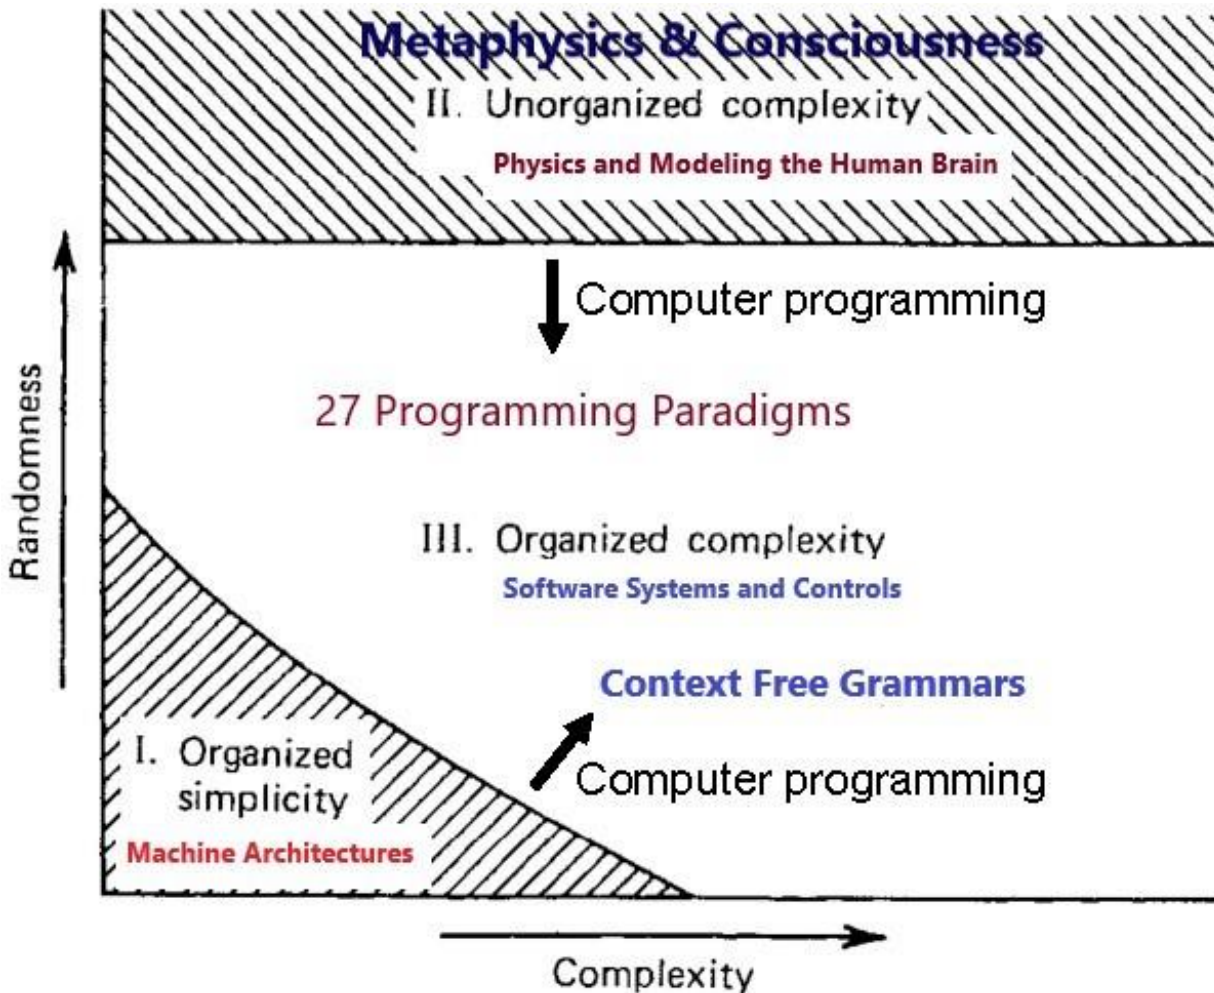 Metaphysics & Consciousness
II. Unorganized complexity
Physics and Modeling the Human Brain
Computer programming
27 Programming Paradigms
Randomness
III. Organized complexity
Software Systems and Controls
Context Free Grammars
I. Organized
simplicity
Computer programming
Machine Architectures
Complexity